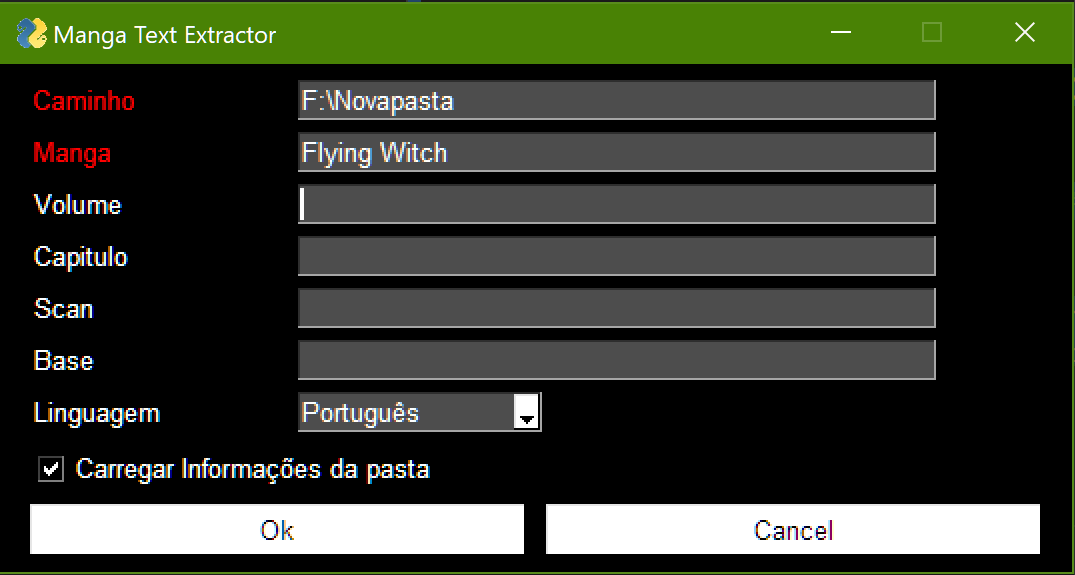 Manga Text Extractor
Caminho F:\Novapasta
Manga Flying Witch
Volume
Capitulo
Scan
Base
Linguagem Português
Carregar Informações da pasta
Ok Cancel